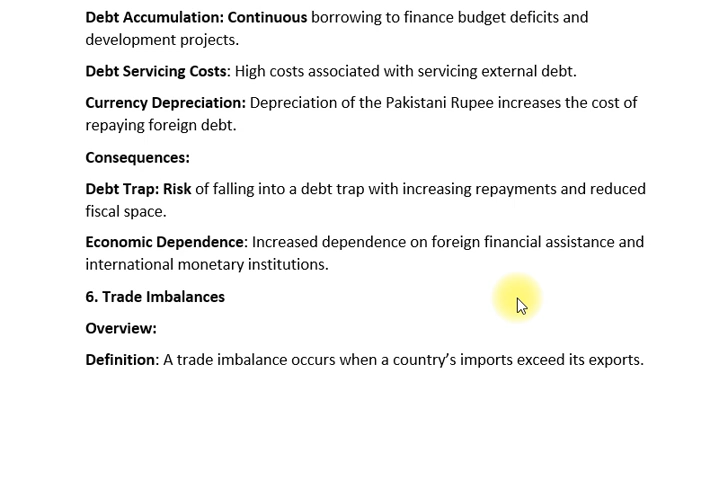 Debt Accumulation: Continuous borrowing to finance budget deficits and
development projects.
Debt Servicing Costs: High costs associated with servicing external debt.
Currency Depreciation: Depreciation of the Pakistani Rupee increases the cost of
repaying foreign debt.
Consequences:
Debt Trap: Risk of falling into a debt trap with increasing repayments and reduced
fiscal space.
Economic Dependence: Increased dependence on foreign financial assistance and
international monetary institutions.
6. Trade Imbalances
Overview:
Definition: A trade imbalance occurs when a country’s imports exceed its exports.